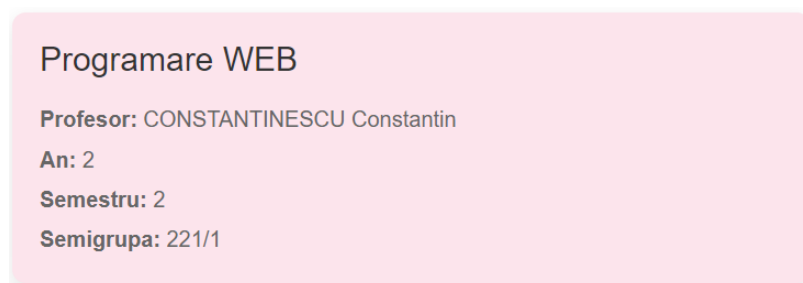 Programare WEB
Profesor: CONSTANTINESCU Constantin
An: 2
Semestru: 2
Semigrupa: 221/1